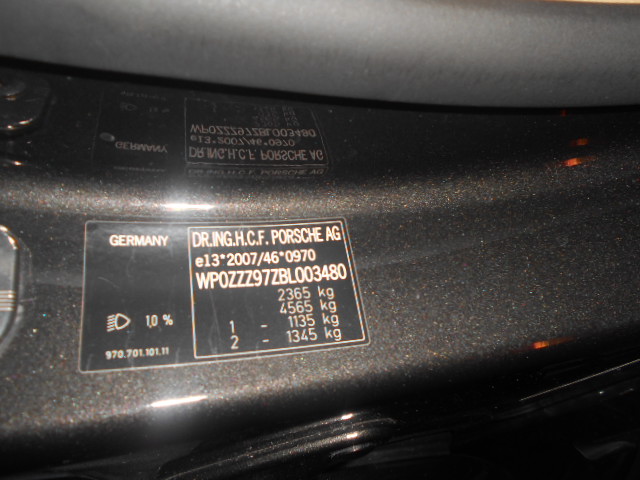 GERMANY
DR.ING.H.C.F. PORSCHE AG
e13*2007/46*0970
WP0ZZZ97ZBL003480
2365 kg
4565 kg
1 - 1135 kg
2 - 1345 kg
1,0 %
970.701.101.11